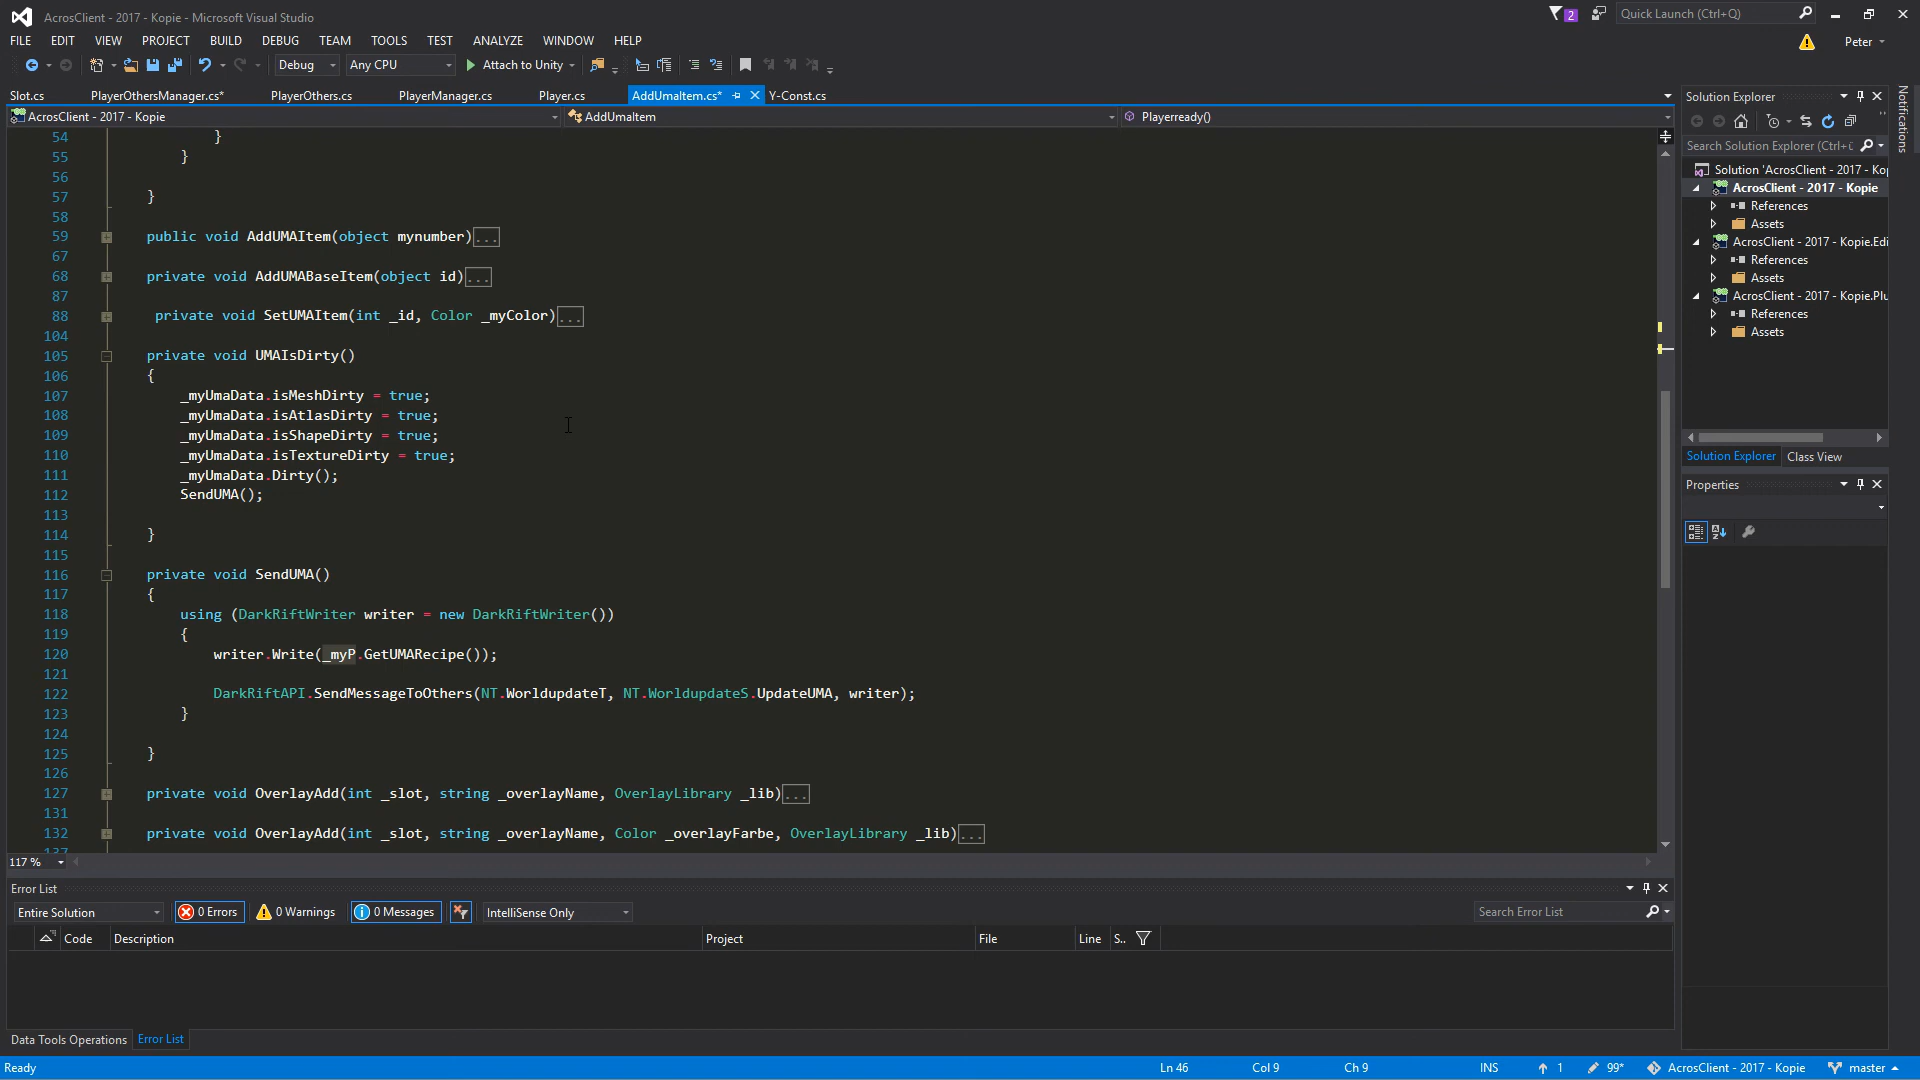 AcrosClient - 2017 - Kopie - Microsoft Visual Studio
2
Quick Launch (Ctrl+Q)
FILE EDIT VIEW PROJECT BUILD DEBUG TEAM TOOLS TEST ANALYZE WINDOW HELP
Peter
Debug Any CPU Attach to Unity
Slot.cs PlayerOthersManager.cs* PlayerOthers.cs PlayerManager.cs Player.cs AddUmaItem.cs* Y-Const.cs
AcrosClient - 2017 - Kopie AddUmaItem Playerready()
54 }
55 }
56
57 }
58
59 public void AddUMAItem(object mynumber)...
67
68 private void AddUMABaseItem(object id)...
87
88 private void SetUMAItem(int _id, Color _myColor)...
104
105 private void UMAIsDirty()
106 {
107 _myUmaData.isMeshDirty = true;
108 _myUmaData.isAtlasDirty = true;
109 _myUmaData.isShapeDirty = true;
110 _myUmaData.isTextureDirty = true;
111 _myUmaData.Dirty();
112 SendUMA();
113
114 }
115
116 private void SendUMA()
117 {
118 using (DarkRiftWriter writer = new DarkRiftWriter())
119 {
120 writer.Write(_myP.GetUMARecipe());
121
122 DarkRiftAPI.SendMessageToOthers(NT.WorldupdateT, NT.WorldupdateS.UpdateUMA, writer);
123 }
124
125 }
126
127 private void OverlayAdd(int _slot, string _overlayName, OverlayLibrary _lib)...
131
132 private void OverlayAdd(int _slot, string _overlayName, Color _overlayFarbe, OverlayLibrary _lib)...
137
117 %
Solution Explorer
Search Solution Explorer (Ctrl+ü
Solution 'AcrosClient - 2017 - Kop
AcrosClient - 2017 - Kopie
References
Assets
AcrosClient - 2017 - Kopie.Edi
References
Assets
AcrosClient - 2017 - Kopie.Plu
References
Assets
Solution Explorer Class View
Properties
Notifications
Error List
Entire Solution 0 Errors 0 Warnings 0 Messages IntelliSense Only Search Error List
Code Description Project File Line S..
Data Tools Operations Error List
Ready Ln 46 Col 9 Ch 9 INS 1 99* AcrosClient - 2017 - Kopie master